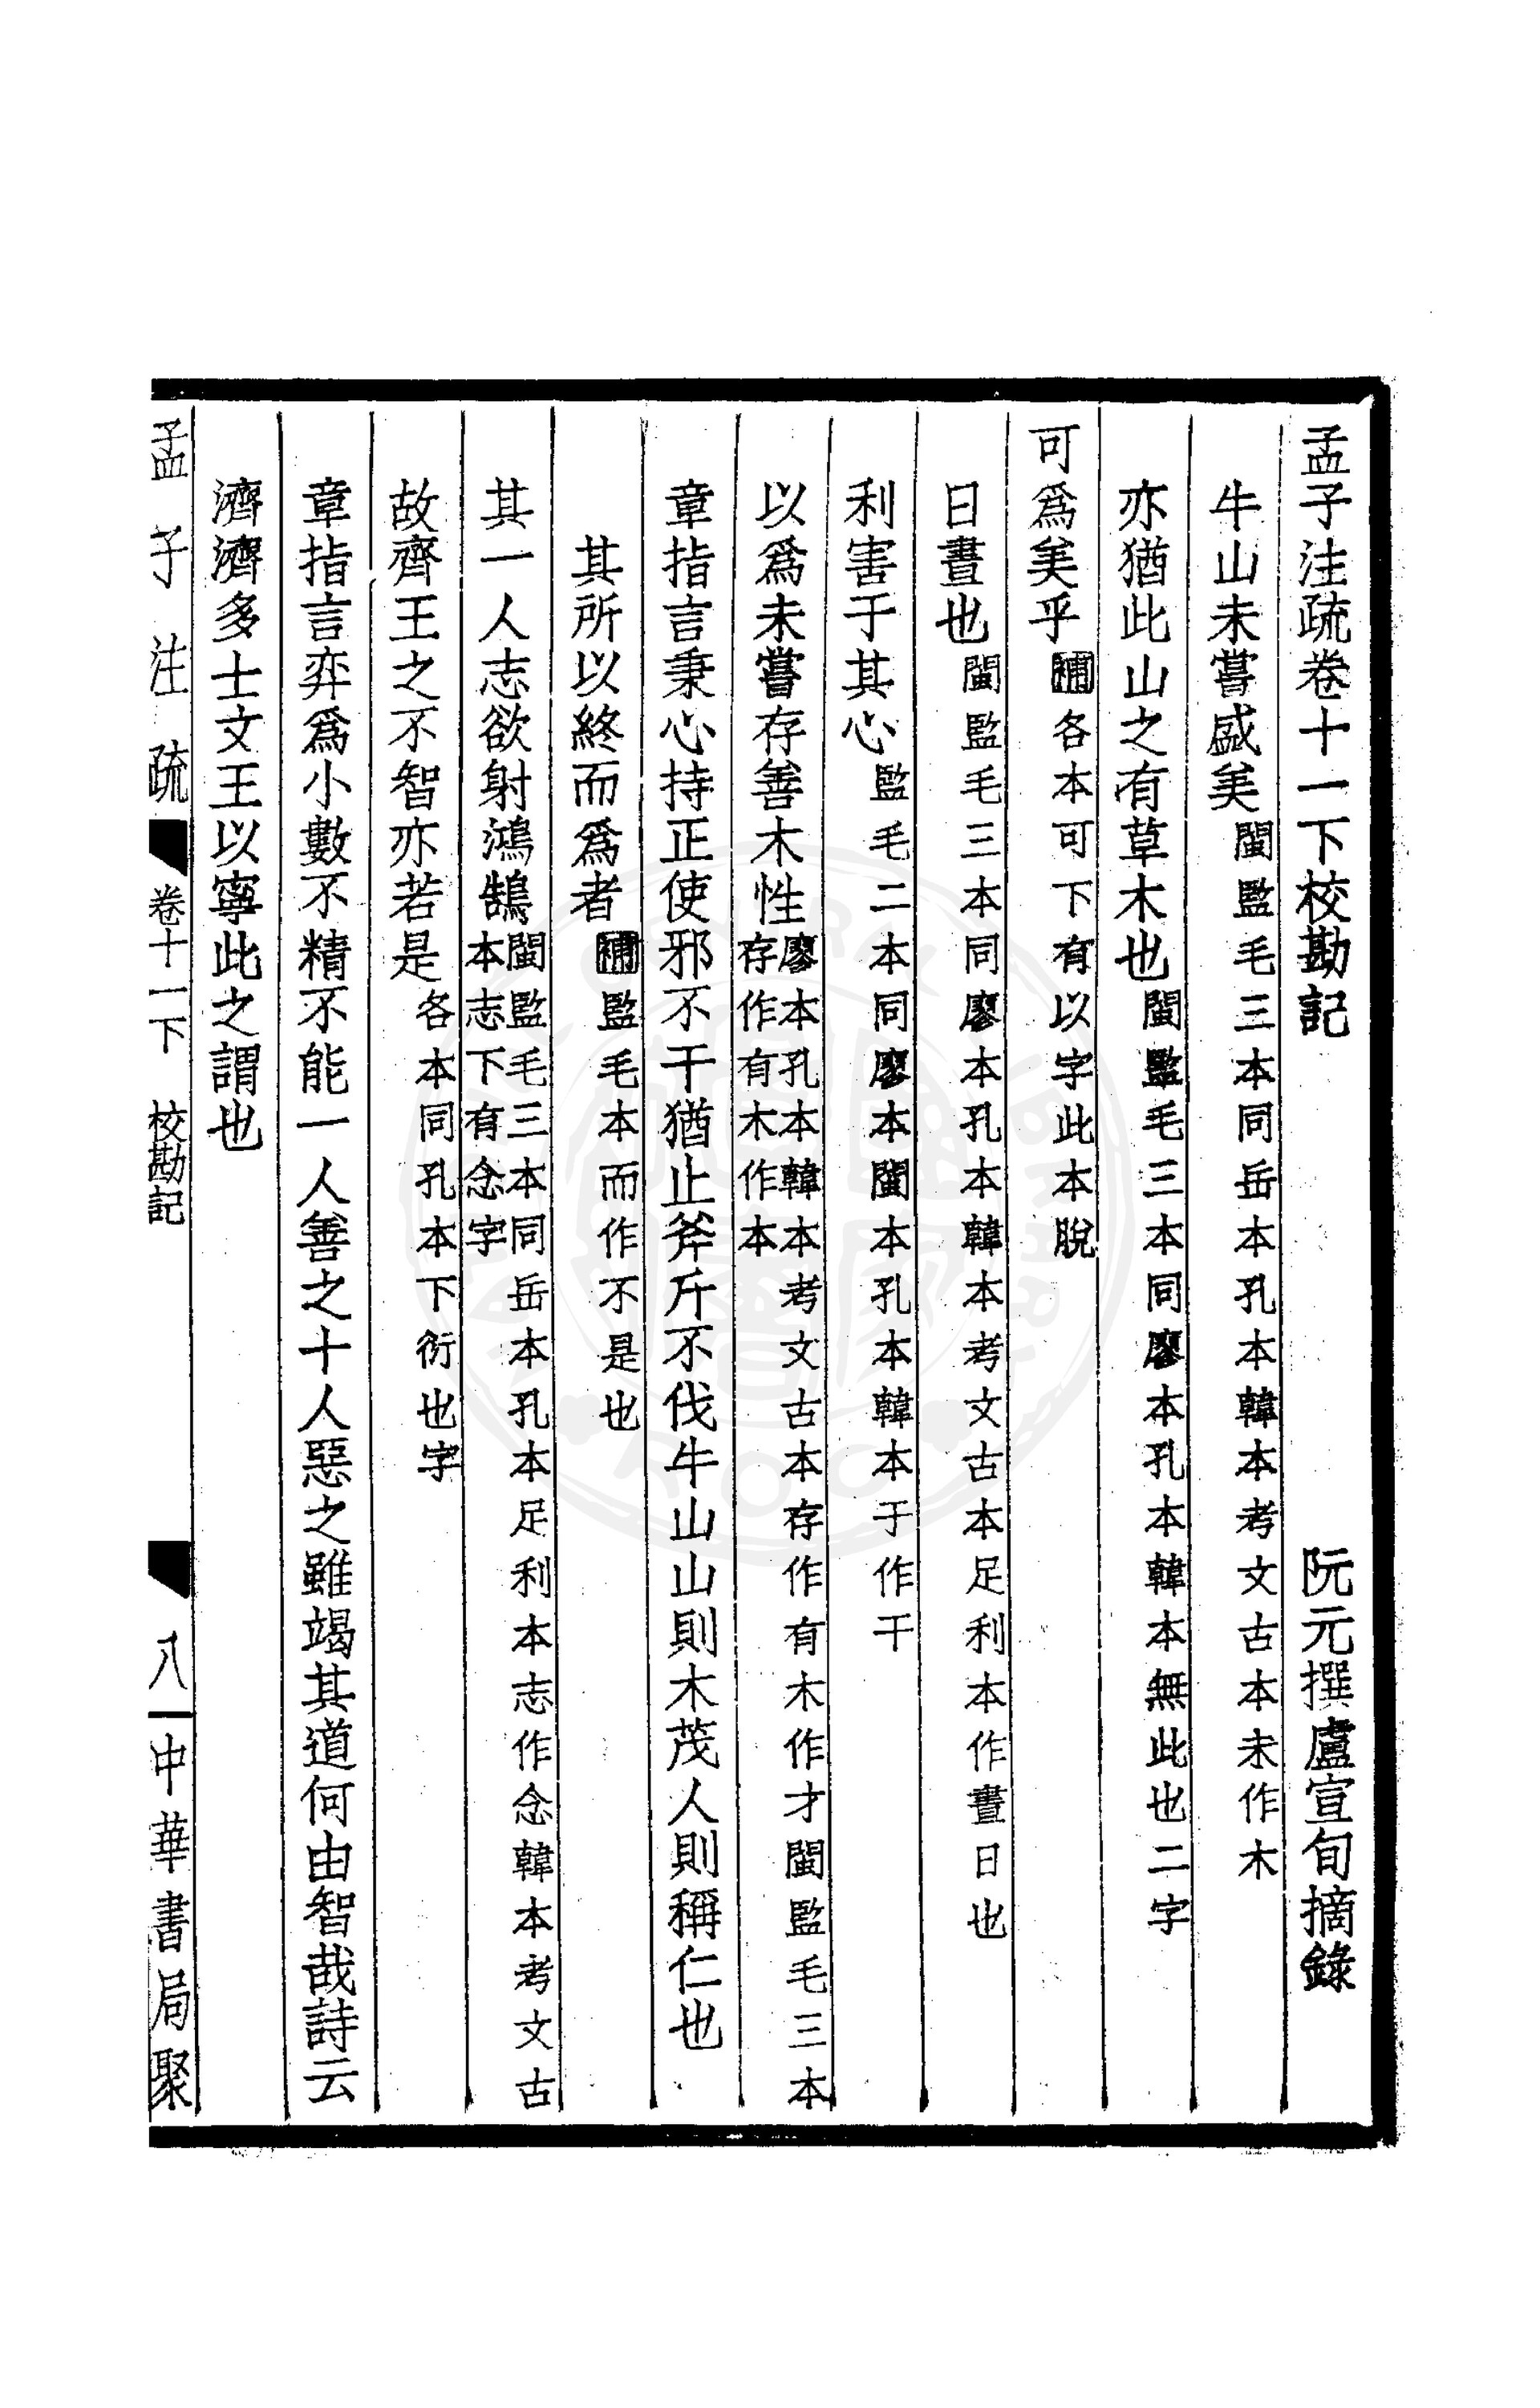 孟子注疏卷十一下校勘記　阮元撰盧宣旬摘錄
牛山未嘗盛美閩監毛三本同岳本孔本韓本考文古本未作木
亦猶此山之有草木也閩監毛三本同廖本孔本韓本無此也二字
可爲美乎補各本可下有以字此本脫
日晝也閩監毛三本同廖本孔本韓本考文古本足利本作晝日也
利害于其心監毛二本同廖本閩本孔本韓本于作干
以爲未嘗存善木性廖本孔本韓本考文古本存作有木作才閩監毛三本
存作有木作本
章指言秉心持正使邪不干猶止斧斤不伐牛山山則木茂人則稱仁也
其所以終而爲者補監毛本而作不是也
其一人志欲射鴻鵠閩監毛三本同岳本孔本足利本志作念韓本考文古
本志下有念字
故齊王之不智亦若是各本同孔本下衍也字
章指言弈爲小數不精不能一人善之十人惡之雖竭其道何由智哉詩云
濟濟多士文王以寧此之謂也
孟子注疏　卷十一下　校勘記　八　中華書局聚